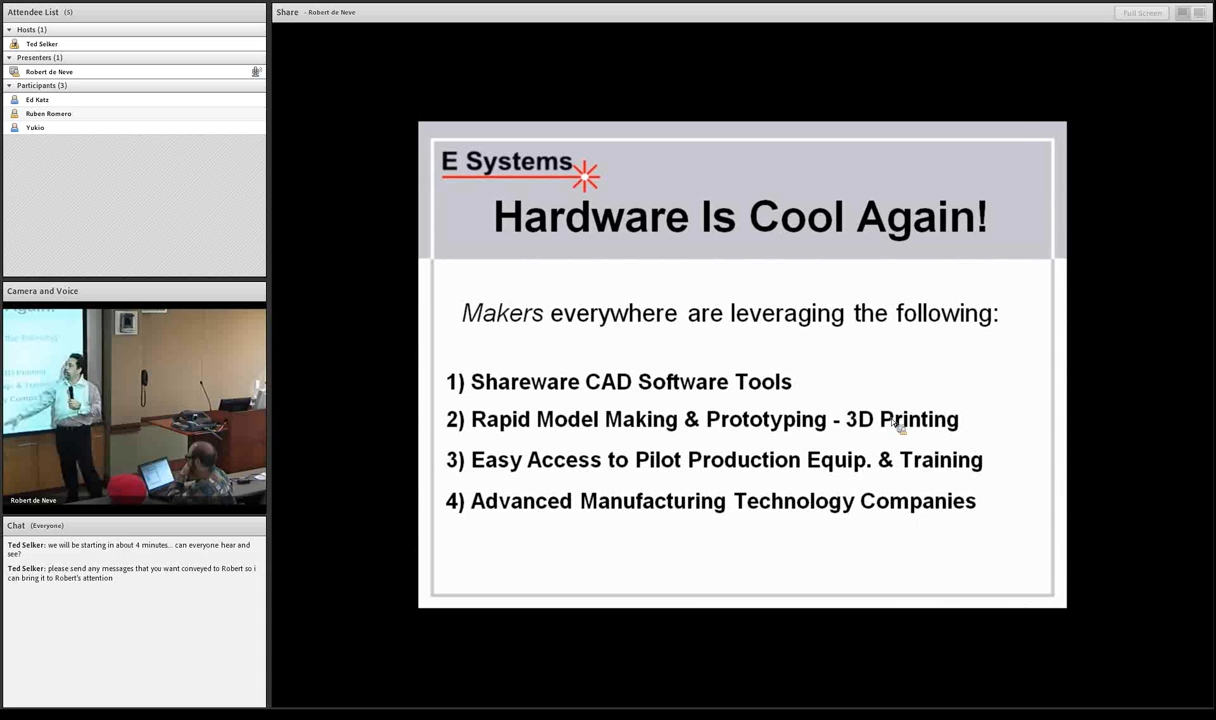 Attendee List (5)
Hosts (1)
Ted Selker
Presenters (1)
Robert de Neve
Participants (3)
Ed Katz
Ruben Romero
Yukio
Camera and Voice
Robert de Neve
Chat (Everyone)
Ted Selker: we will be starting in about 4 minutes... can everyone hear and
see?
Ted Selker: please send any messages that you want conveyed to Robert so i
can bring it to Robert's attention
Share - Robert de Neve
Full Screen
E Systems
Hardware Is Cool Again!
Makers everywhere are leveraging the following:
1) Shareware CAD Software Tools
2) Rapid Model Making & Prototyping - 3D Printing
3) Easy Access to Pilot Production Equip. & Training
4) Advanced Manufacturing Technology Companies